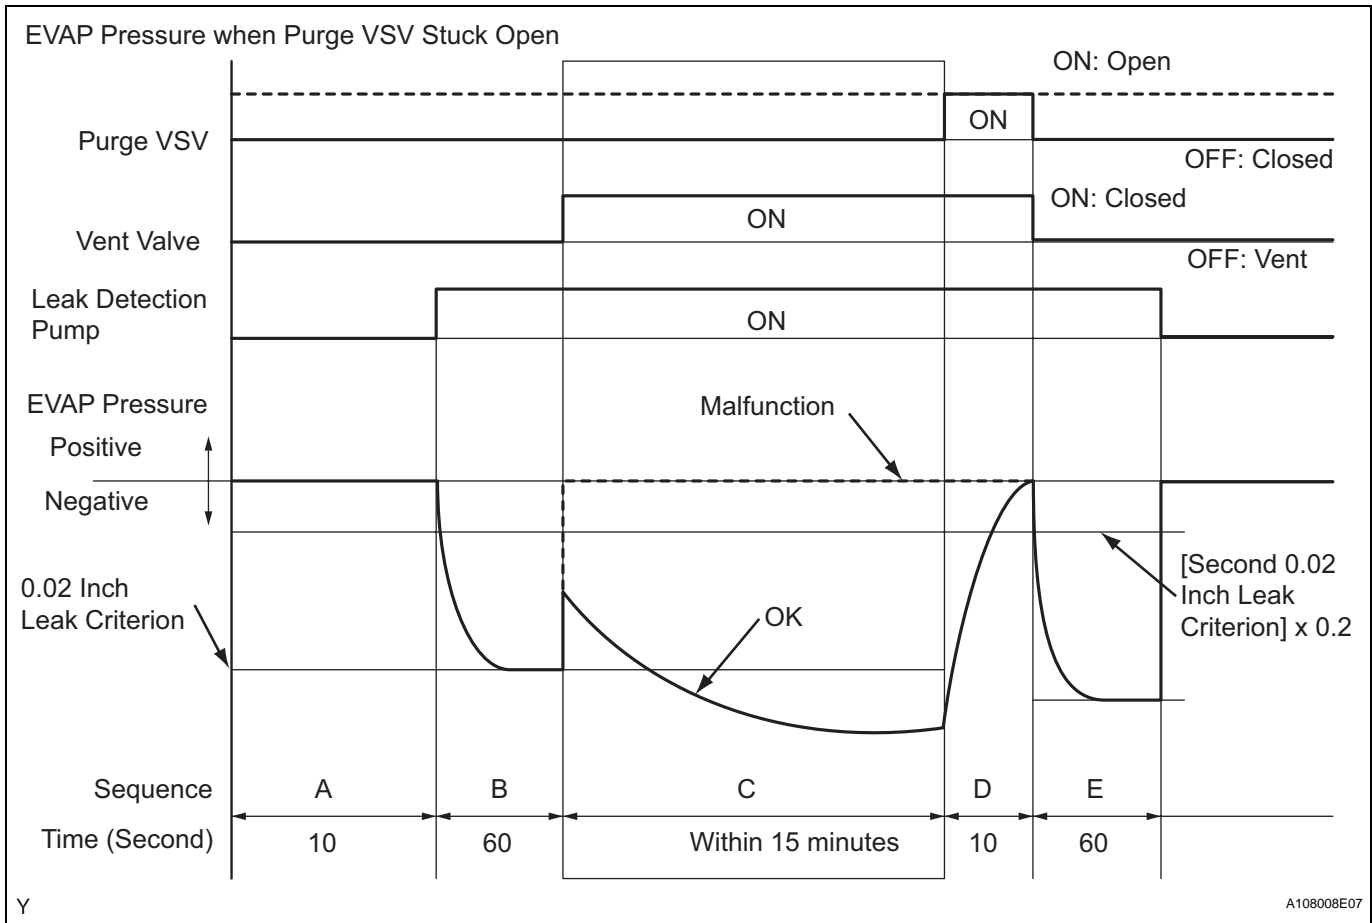 EVAP Pressure when Purge VSV Stuck Open
ON: Open
Purge VSV
ON
OFF: Closed
Vent Valve
ON
ON: Closed
OFF: Vent
Leak Detection
Pump
ON
EVAP Pressure
Positive
Negative
Malfunction
0.02 Inch
Leak Criterion
OK
[Second 0.02
Inch Leak
Criterion] x 0.2
Sequence A B C D E
Time (Second) 10 60 Within 15 minutes 10 60
Y
A108008E07